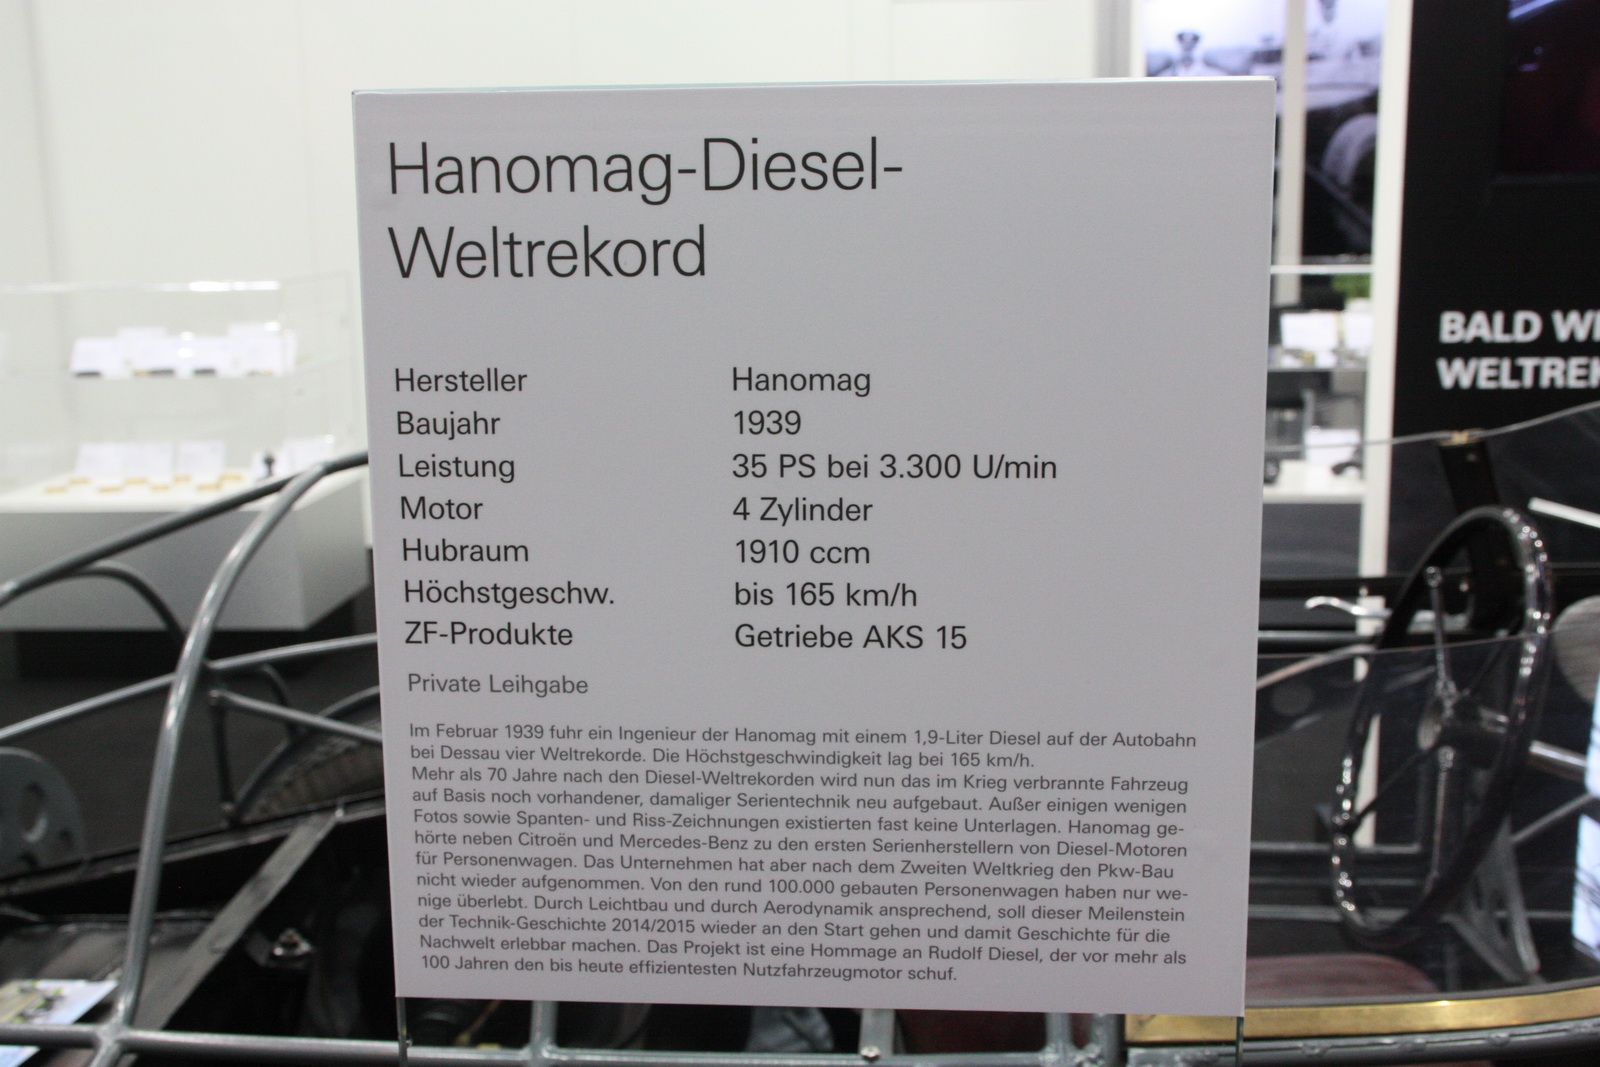 Hanomag-Diesel-
Weltrekord
Hersteller Hanomag
Baujahr 1939
Leistung 35 PS bei 3.300 U/min
Motor 4 Zylinder
Hubraum 1910 ccm
Höchstgeschw. bis 165 km/h
ZF-Produkte Getriebe AKS 15
Private Leihgabe
Im Februar 1939 fuhr ein Ingenieur der Hanomag mit einem 1,9-Liter Diesel auf der Autobahn
bei Dessau vier Weltrekorde. Die Höchstgeschwindigkeit lag bei 165 km/h.
Mehr als 70 Jahre nach den Diesel-Weltrekorden wird nun das im Krieg verbrannte Fahrzeug
auf Basis noch vorhandener, damaliger Serientechnik neu aufgebaut. Außer einigen wenigen
Fotos sowie Spanten- und Riss-Zeichnungen existierten fast keine Unterlagen. Hanomag ge-
hörte neben Citroën und Mercedes-Benz zu den ersten Serienherstellern von Diesel-Motoren
für Personenwagen. Das Unternehmen hat aber nach dem Zweiten Weltkrieg den Pkw-Bau
nicht wieder aufgenommen. Von den rund 100.000 gebauten Personenwagen haben nur we-
nige überlebt. Durch Leichtbau und durch Aerodynamik ansprechend, soll dieser Meilenstein
der Technik-Geschichte 2014/2015 wieder an den Start gehen und damit Geschichte für die
Nachwelt erlebbar machen. Das Projekt ist eine Hommage an Rudolf Diesel, der vor mehr als
100 Jahren den bis heute effizientesten Nutzfahrzeugmotor schuf.
BALD WI
WELTREK